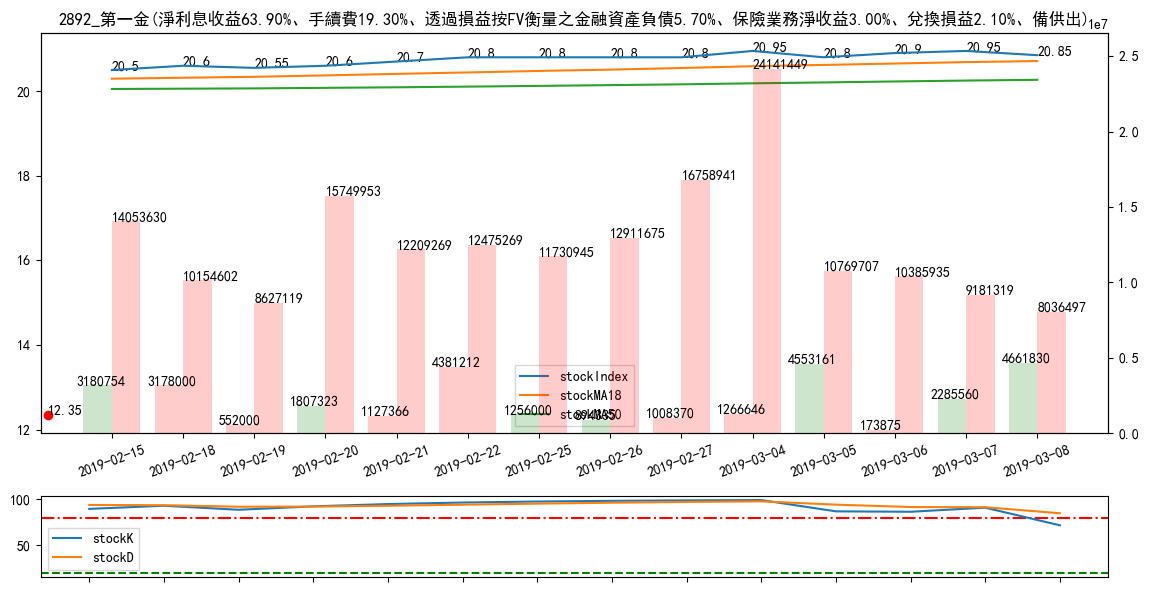 2892_第一金(淨利息收益63.90%、手續費19.30%、透過損益按FV衡量之金融資產負債5.70%、保險業務淨收益3.00%、兌換損益2.10%、備供出)
1e7
20.5 20.6 20.55 20.6 20.7 20.8 20.8 20.8 20.8 20.95 20.8 20.9 20.95 20.85
14053630 10154602 8627119 15749953 12209269 12475269 11730945 12911675 16758941 24141449 10769707 10385935 9181319 8036497
3180754 3178000 552000 1807323 1127366 4381212 1256000 1008370 1266646 4553161 173875 2285560 4661830
12.35
20
18
16
14
12
2.5
2.0
1.5
1.0
0.5
0.0
stockIndex
stockMA18
stockMA50
2019-02-15 2019-02-18 2019-02-19 2019-02-20 2019-02-21 2019-02-22 2019-02-25 2019-02-26 2019-02-27 2019-03-04 2019-03-05 2019-03-06 2019-03-07 2019-03-08
100
50
stockK
stockD